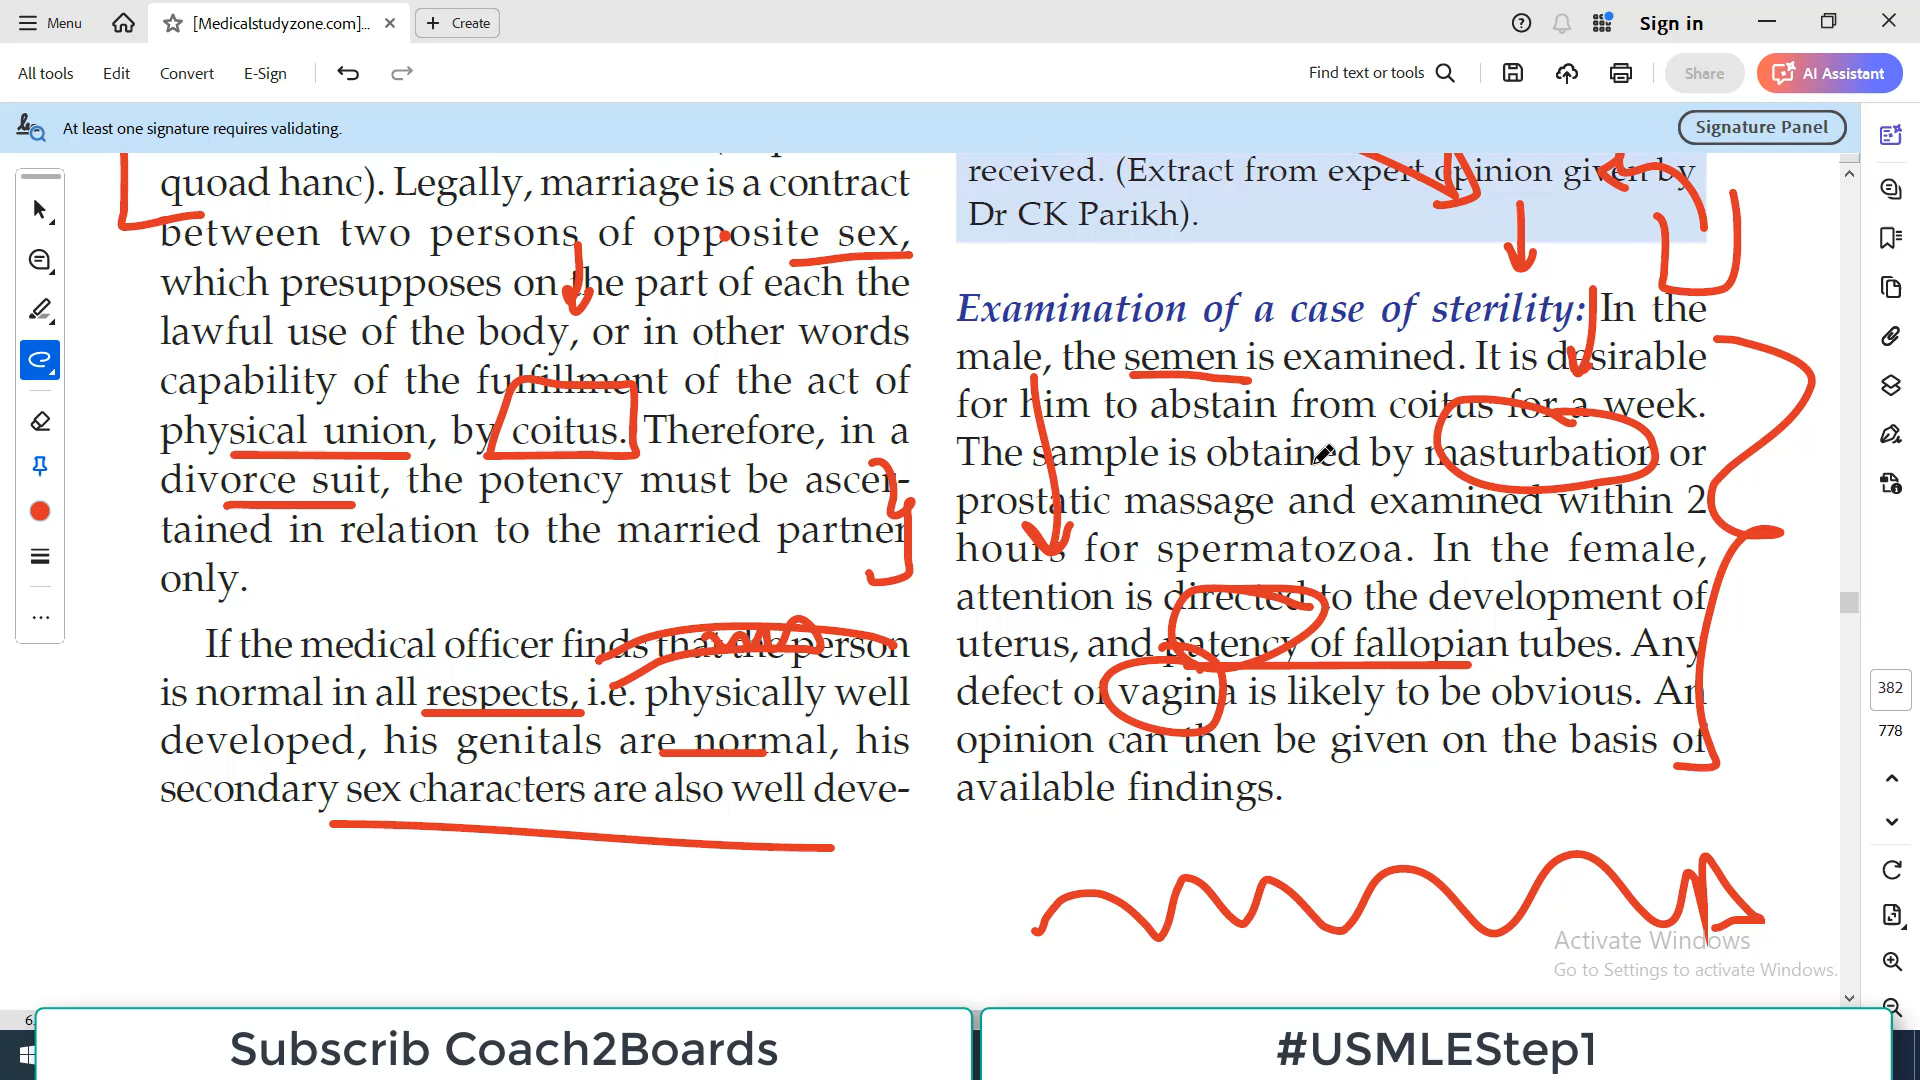 Menu
[Medicalstudyzone.com]...
Create
Sign in
All tools
Edit
Convert
E-Sign
Find text or tools
Share
AI Assistant
At least one signature requires validating.
Signature Panel
quoad hanc). Legally, marriage is a contract
between two persons of opposite sex,
which presupposes on the part of each the
lawful use of the body, or in other words
capability of the fulfillment of the act of
physical union, by coitus. Therefore, in a
divorce suit, the potency must be ascer-
tained in relation to the married partner
only.
If the medical officer finds that the person
is normal in all respects, i.e. physically well
developed, his genitals are normal, his
secondary sex characters are also well deve-
received. (Extract from expert opinion given by
Dr CK Parikh).
Examination of a case of sterility: In the
male, the semen is examined. It is desirable
for him to abstain from coitus for a week.
The sample is obtained by masturbation or
prostatic massage and examined within 2
hours for spermatozoa. In the female,
attention is directed to the development of
uterus, and patency of fallopian tubes. Any
defect of vagina is likely to be obvious. An
opinion can then be given on the basis of
available findings.
382
778
Activate Windows
Go to Settings to activate Windows.
Subscrib Coach2Boards
#USMLEStep1